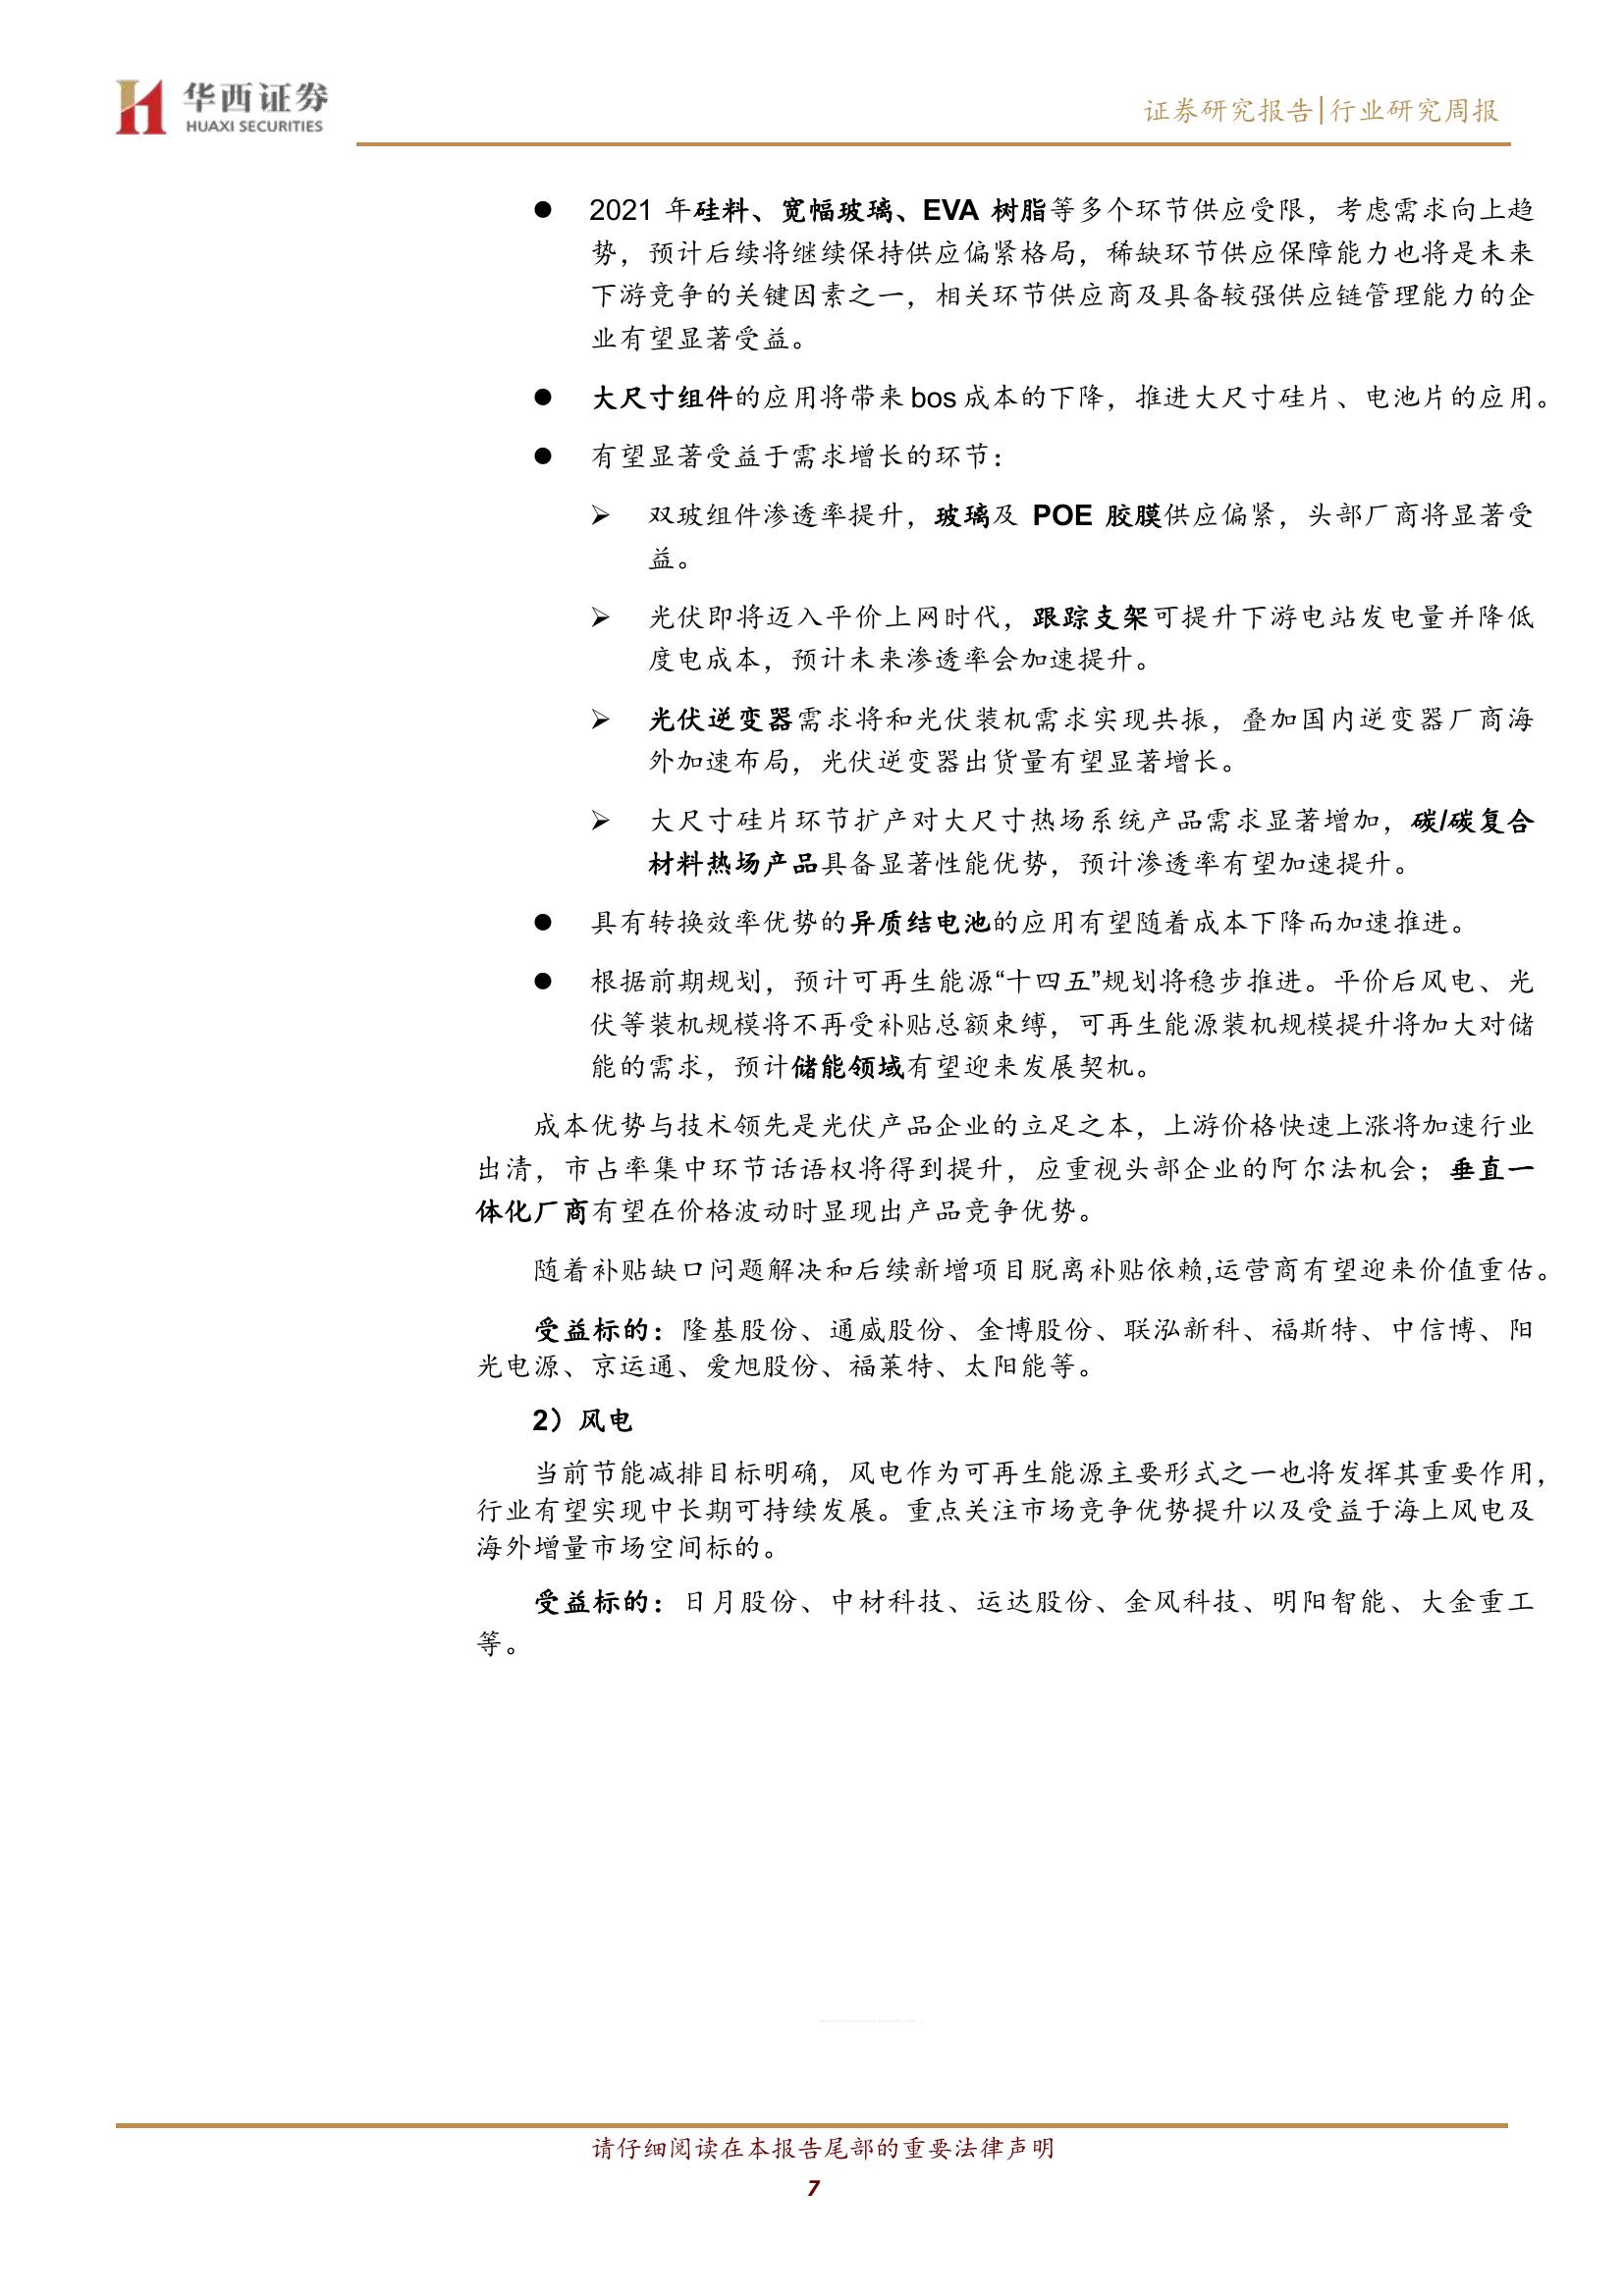 华西证券
HUAXI SECURITIES
证券研究报告|行业研究周报
● 2021 年硅料、宽幅玻璃、EVA 树脂等多个环节供应受限，考虑需求向上趋
势，预计后续将继续保持供应偏紧格局，稀缺环节供应保障能力也将是未来
下游竞争的关键因素之一，相关环节供应商及具备较强供应链管理能力的企
业有望显著受益。
● 大尺寸组件的应用将带来 bos 成本的下降，推进大尺寸硅片、电池片的应用。
● 有望显著受益于需求增长的环节：
➢ 双玻组件渗透率提升，玻璃及 POE 胶膜供应偏紧，头部厂商将显著受
益。
➢ 光伏即将迈入平价上网时代，跟踪支架可提升下游电站发电量并降低
度电成本，预计未来渗透率会加速提升。
➢ 光伏逆变器需求将和光伏装机需求实现共振，叠加国内逆变器厂商海
外加速布局，光伏逆变器出货量有望显著增长。
➢ 大尺寸硅片环节扩产对大尺寸热场系统产品需求显著增加，碳/碳复合
材料热场产品具备显著性能优势，预计渗透率有望加速提升。
● 具有转换效率优势的异质结电池的应用有望随着成本下降而加速推进。
● 根据前期规划，预计可再生能源“十四五”规划将稳步推进。平价后风电、光
伏等装机规模将不再受补贴总额束缚，可再生能源装机规模提升将加大对储
能的需求，预计储能领域有望迎来发展契机。
成本优势与技术领先是光伏产品企业的立足之本，上游价格快速上涨将加速行业
出清，市占率集中环节话语权将得到提升，应重视头部企业的阿尔法机会；垂直一
体化厂商有望在价格波动时显现出产品竞争优势。
随着补贴缺口问题解决和后续新增项目脱离补贴依赖,运营商有望迎来价值重估。
受益标的：隆基股份、通威股份、金博股份、联泓新科、福斯特、中信博、阳
光电源、京运通、爱旭股份、福莱特、太阳能等。
2）风电
当前节能减排目标明确，风电作为可再生能源主要形式之一也将发挥其重要作用，
行业有望实现中长期可持续发展。重点关注市场竞争优势提升以及受益于海上风电及
海外增量市场空间标的。
受益标的：日月股份、中材科技、运达股份、金风科技、明阳智能、大金重工
等。
请仔细阅读在本报告尾部的重要法律声明
7